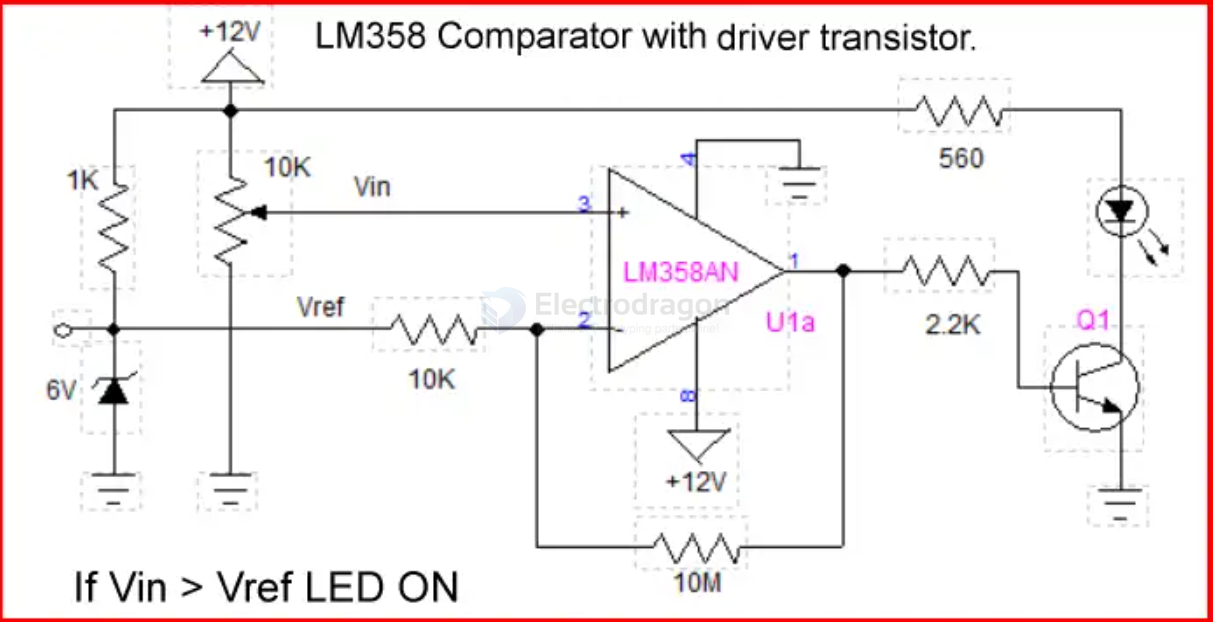 LM358 Comparator with driver transistor.
+12V
560
1K
10K
Vin
3
+
4
LM358AN
1
U1a
2.2K
Q1
Vref
10K
2
-
Electrodragon
6V
8
+12V
10M
If Vin > Vref LED ON